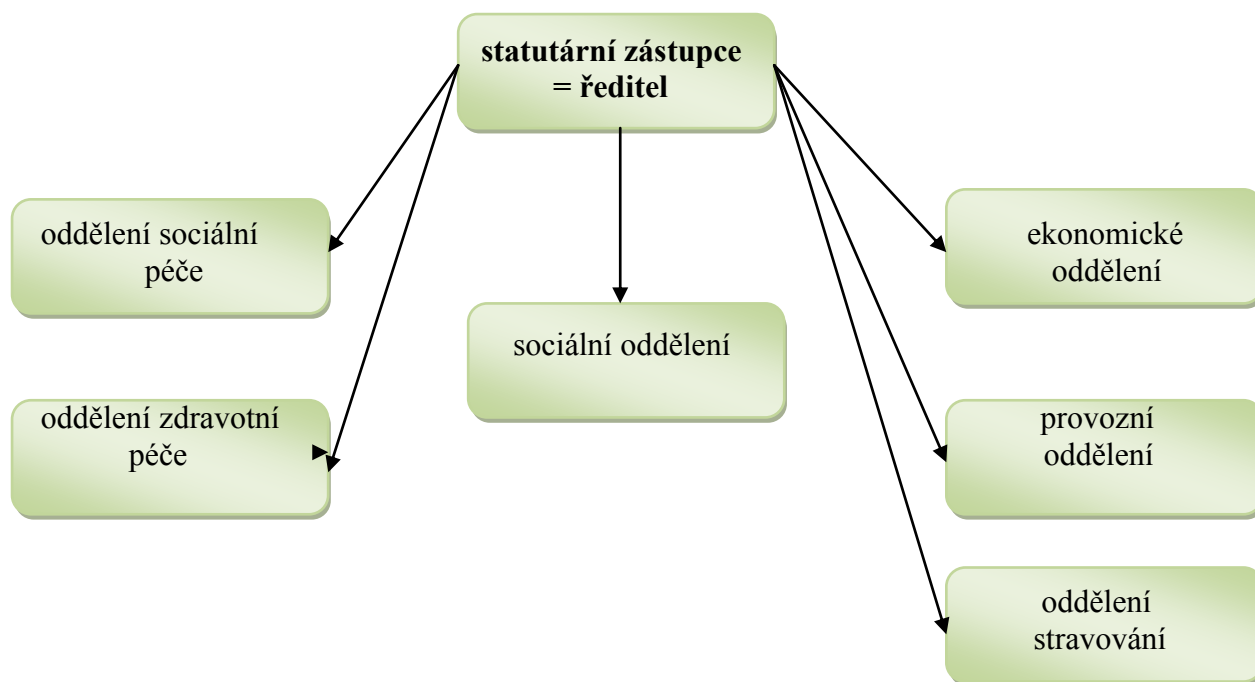 statutární zástupce
= ředitel
oddělení sociální
péče
ekonomické
oddělení
sociální oddělení
oddělení zdravotní
péče
provozní
oddělení
oddělení
stravování